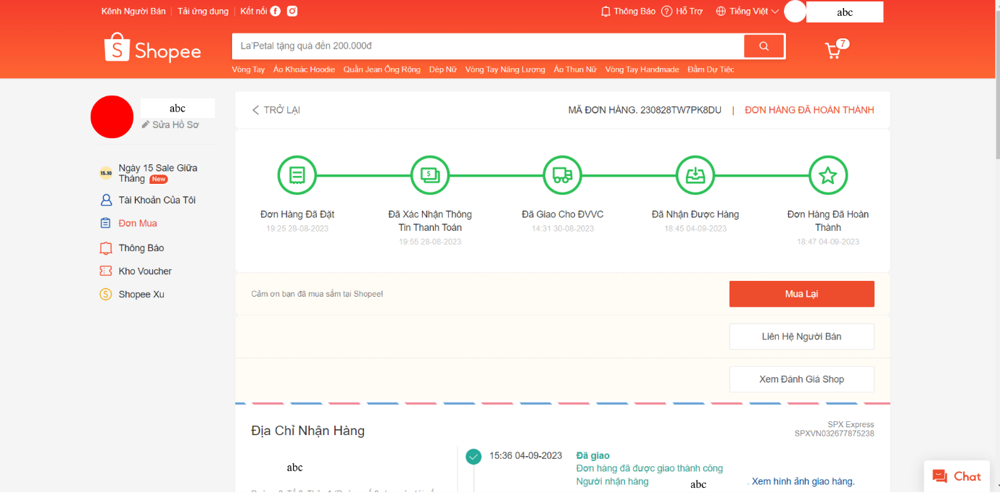 Kênh Người Bán | Tải ứng dụng | Kết nối
Thông Báo Hỗ Trợ Tiếng Việt abc
Shopee
La'Petal tặng quà đến 200.000đ
7
Vòng Tay Áo Khoác Hoodie Quần Jean Ống Rộng Dép Nữ Vòng Tay Năng Lượng Áo Thun Nữ Vòng Tay Handmade Đầm Dự Tiệc
abc
Sửa Hồ Sơ
15.10
Ngày 15 Sale Giữa
Tháng New
Tài Khoản Của Tôi
Đơn Mua
Thông Báo
Kho Voucher
Shopee Xu
TRỞ LẠI
MÃ ĐƠN HÀNG. 230828TW7PK8DU | ĐƠN HÀNG ĐÃ HOÀN THÀNH
Đơn Hàng Đã Đặt
19:25 28-08-2023
Đã Xác Nhận Thông
Tin Thanh Toán
19:55 28-08-2023
Đã Giao Cho ĐVVC
14:31 30-08-2023
Đã Nhận Được Hàng
18:45 04-09-2023
Đơn Hàng Đã Hoàn
Thành
18:47 04-09-2023
Cảm ơn bạn đã mua sắm tại Shopee!
Mua Lại
Liên Hệ Người Bán
Xem Đánh Giá Shop
Địa Chỉ Nhận Hàng
SPX Express
SPXVN032677875238
abc
15:36 04-09-2023 Đã giao
Đơn hàng đã được giao thành công
Người nhận hàng abc . Xem hình ảnh giao hàng.
Chat